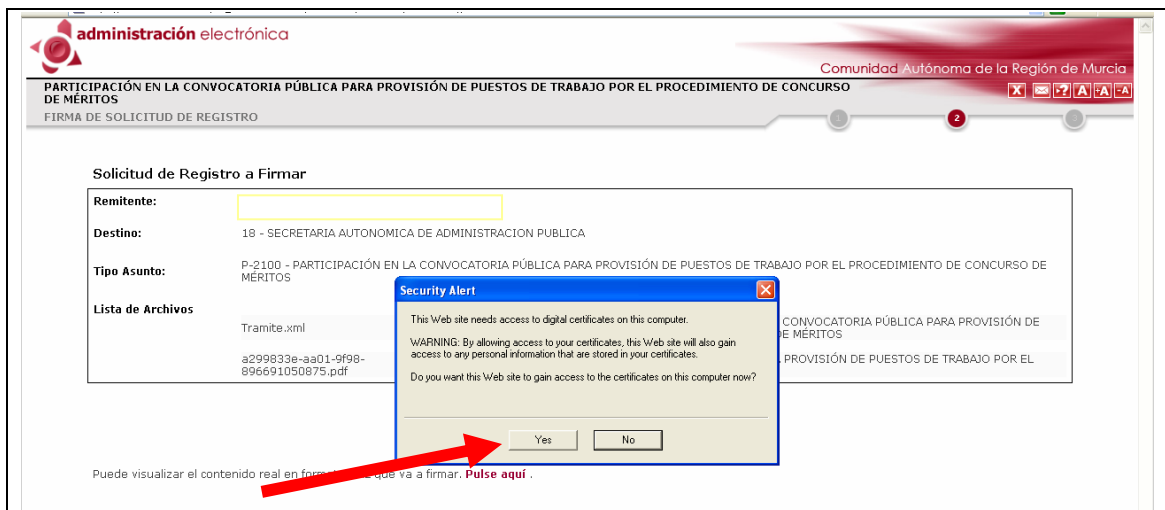 administración electrónica
Comunidad Autónoma de la Región de Murcia
PARTICIPACIÓN EN LA CONVOCATORIA PÚBLICA PARA PROVISIÓN DE PUESTOS DE TRABAJO POR EL PROCEDIMIENTO DE CONCURSO
DE MÉRITOS
X ? A +A -A
FIRMA DE SOLICITUD DE REGISTRO
1 2 3
Solicitud de Registro a Firmar
Remitente:
Destino: 18 - SECRETARIA AUTONOMICA DE ADMINISTRACION PUBLICA
Tipo Asunto: P-2100 - PARTICIPACIÓN EN LA CONVOCATORIA PÚBLICA PARA PROVISIÓN DE PUESTOS DE TRABAJO POR EL PROCEDIMIENTO DE CONCURSO DE
MÉRITOS
Lista de Archivos
Tramite.xml
CONVOCATORIA PÚBLICA PARA PROVISIÓN DE
DE MÉRITOS
a299833e-aa01-9f98-
896691050875.pdf
PROVISIÓN DE PUESTOS DE TRABAJO POR EL
Security Alert
This Web site needs access to digital certificates on this computer.
WARNING: By allowing access to your certificates, this Web site will also gain
access to any personal information that are stored in your certificates.
Do you want this Web site to gain access to the certificates on this computer now?
Yes No
Puede visualizar el contenido real en que va a firmar. Pulse aquí .